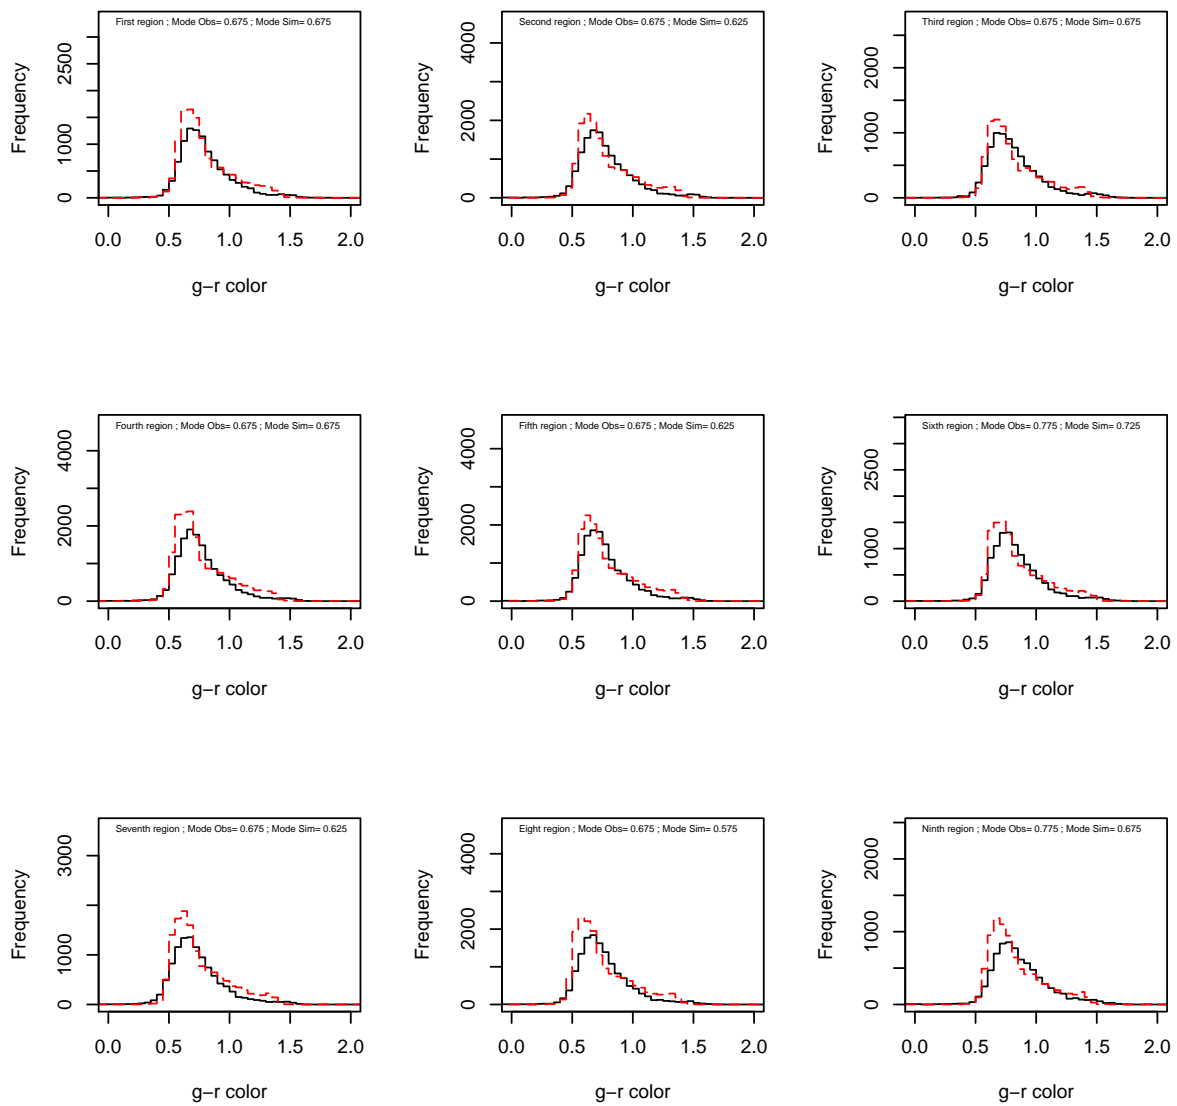 First region ; Mode Obs= 0.675 ; Mode Sim= 0.675
Frequency
0
1000
2500
0.0 0.5 1.0 1.5 2.0
g−r color
Second region ; Mode Obs= 0.675 ; Mode Sim= 0.625
Frequency
0
2000
4000
0.0 0.5 1.0 1.5 2.0
g−r color
Third region ; Mode Obs= 0.675 ; Mode Sim= 0.675
Frequency
0
1000
2000
0.0 0.5 1.0 1.5 2.0
g−r color
Fourth region ; Mode Obs= 0.675 ; Mode Sim= 0.675
Frequency
0
2000
4000
0.0 0.5 1.0 1.5 2.0
g−r color
Fifth region ; Mode Obs= 0.675 ; Mode Sim= 0.625
Frequency
0
2000
4000
0.0 0.5 1.0 1.5 2.0
g−r color
Sixth region ; Mode Obs= 0.775 ; Mode Sim= 0.725
Frequency
0
1000
2500
0.0 0.5 1.0 1.5 2.0
g−r color
Seventh region ; Mode Obs= 0.675 ; Mode Sim= 0.625
Frequency
0
1000
3000
0.0 0.5 1.0 1.5 2.0
g−r color
Eight region ; Mode Obs= 0.675 ; Mode Sim= 0.575
Frequency
0
2000
4000
0.0 0.5 1.0 1.5 2.0
g−r color
Ninth region ; Mode Obs= 0.775 ; Mode Sim= 0.675
Frequency
0
1000
2000
0.0 0.5 1.0 1.5 2.0
g−r color